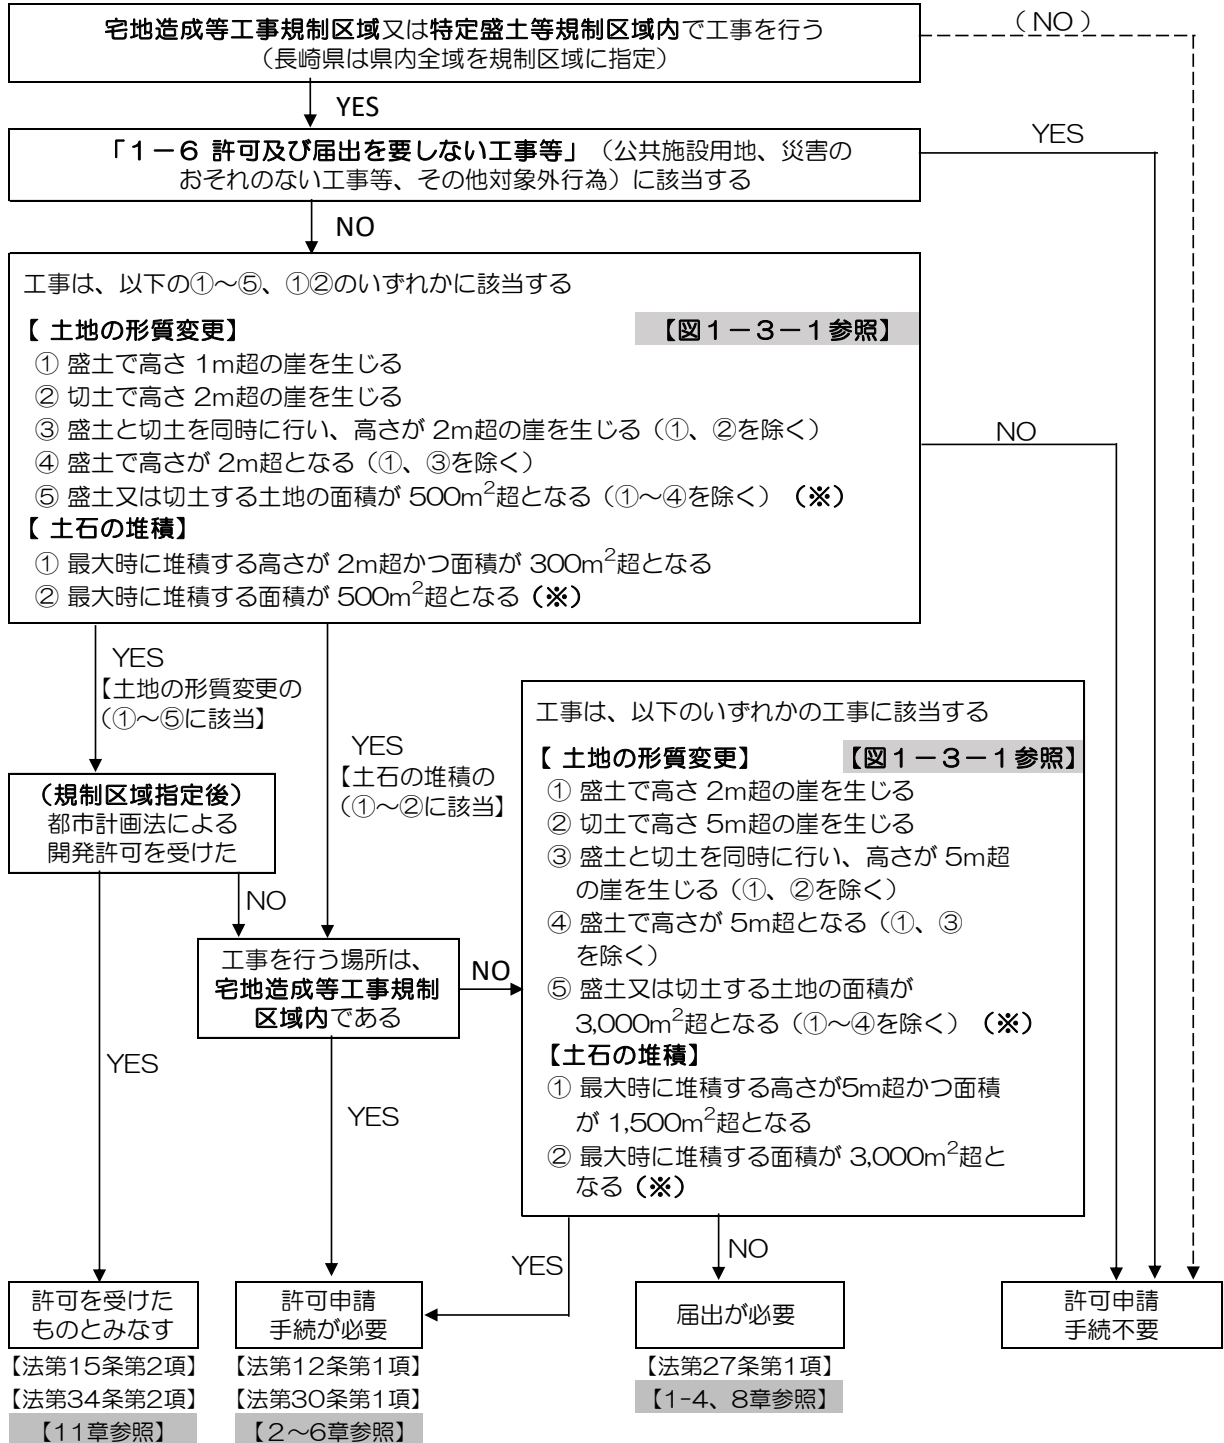 宅地造成等工事規制区域又は特定盛土等規制区域内で工事を行う
（長崎県は県内全域を規制区域に指定）
（NO）
YES
「１－６ 許可及び届出を要しない工事等」（公共施設用地、災害の
おそれのない工事等、その他対象外行為）に該当する
YES
NO
工事は、以下の①～⑤、①②のいずれかに該当する
【 土地の形質変更】
【図１－３－１参照】
① 盛土で高さ 1m超の崖を生じる
② 切土で高さ 2m超の崖を生じる
③ 盛土と切土を同時に行い、高さが 2m超の崖を生じる（①、②を除く）
④ 盛土で高さが 2m超となる（①、③を除く）
⑤ 盛土又は切土する土地の面積が 500m²超となる（①～④を除く）（※）
【 土石の堆積】
① 最大時に堆積する高さが 2m超かつ面積が 300m²超となる
② 最大時に堆積する面積が 500m²超となる（※）
NO
YES
【土地の形質変更の
（①～⑤に該当】
YES
【土石の堆積の
（①～②に該当】
（規制区域指定後）
都市計画法による
開発許可を受けた
NO
工事を行う場所は、
宅地造成等工事規制
区域内である
NO
工事は、以下のいずれかの工事に該当する
【 土地の形質変更】
【図１－３－１参照】
① 盛土で高さ 2m超の崖を生じる
② 切土で高さ 5m超の崖を生じる
③ 盛土と切土を同時に行い、高さが 5m超
の崖を生じる（①、②を除く）
④ 盛土で高さが 5m超となる（①、③
を除く）
⑤ 盛土又は切土する土地の面積が
3,000m²超となる（①～④を除く）（※）
【土石の堆積】
① 最大時に堆積する高さが5m超かつ面積
が 1,500m²超となる
② 最大時に堆積する面積が 3,000m²超と
なる（※）
YES
YES
YES
NO
許可を受けた
ものとみなす
【法第15条第2項】
【法第34条第2項】
【11章参照】
許可申請
手続が必要
【法第12条第1項】
【法第30条第1項】
【2～6章参照】
届出が必要
【法第27条第1項】
【1-4、8章参照】
許可申請
手続不要